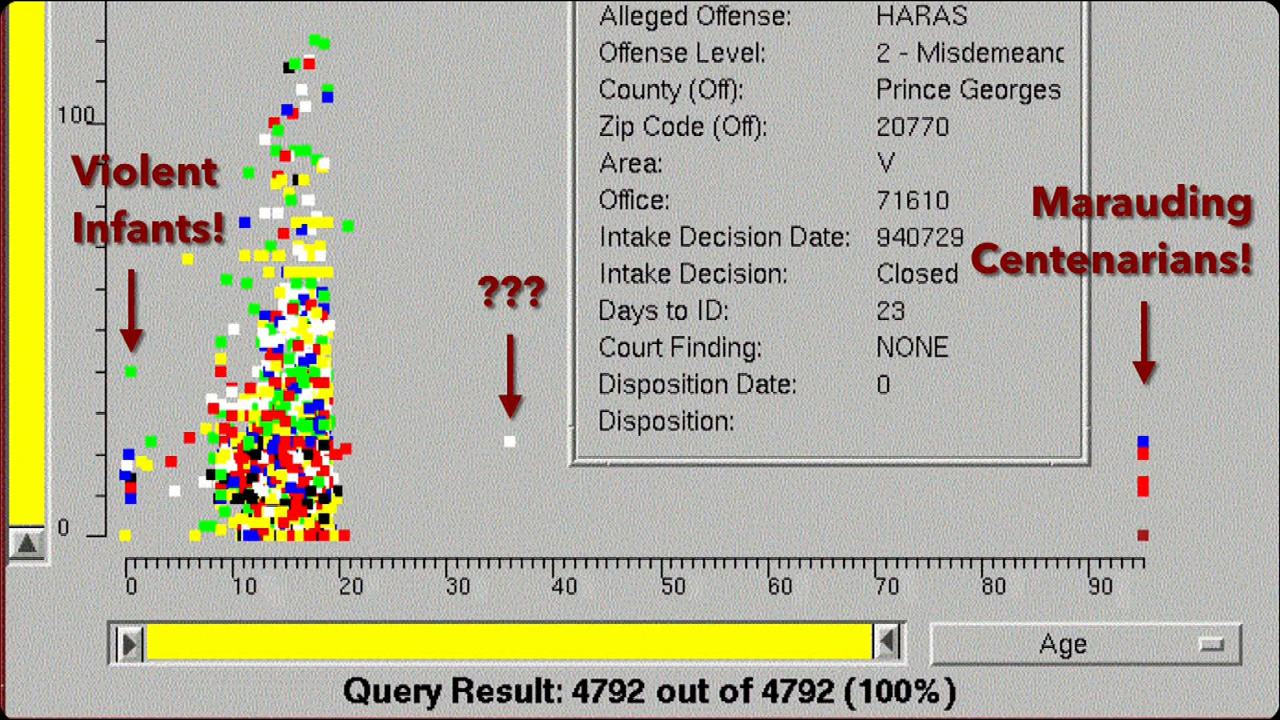 Alleged Offense: HARAS
Offense Level: 2 - Misdemeanc
County (Off): Prince Georges
Zip Code (Off): 20770
Area: V
Office: 71610
Intake Decision Date: 940729
Intake Decision: Closed
Days to ID: 23
Court Finding: NONE
Disposition Date: 0
Disposition:
100
Violent
Infants!
???
Marauding
Centenarians!
0
0 10 20 30 40 50 60 70 80 90
Age
Query Result: 4792 out of 4792 (100%)